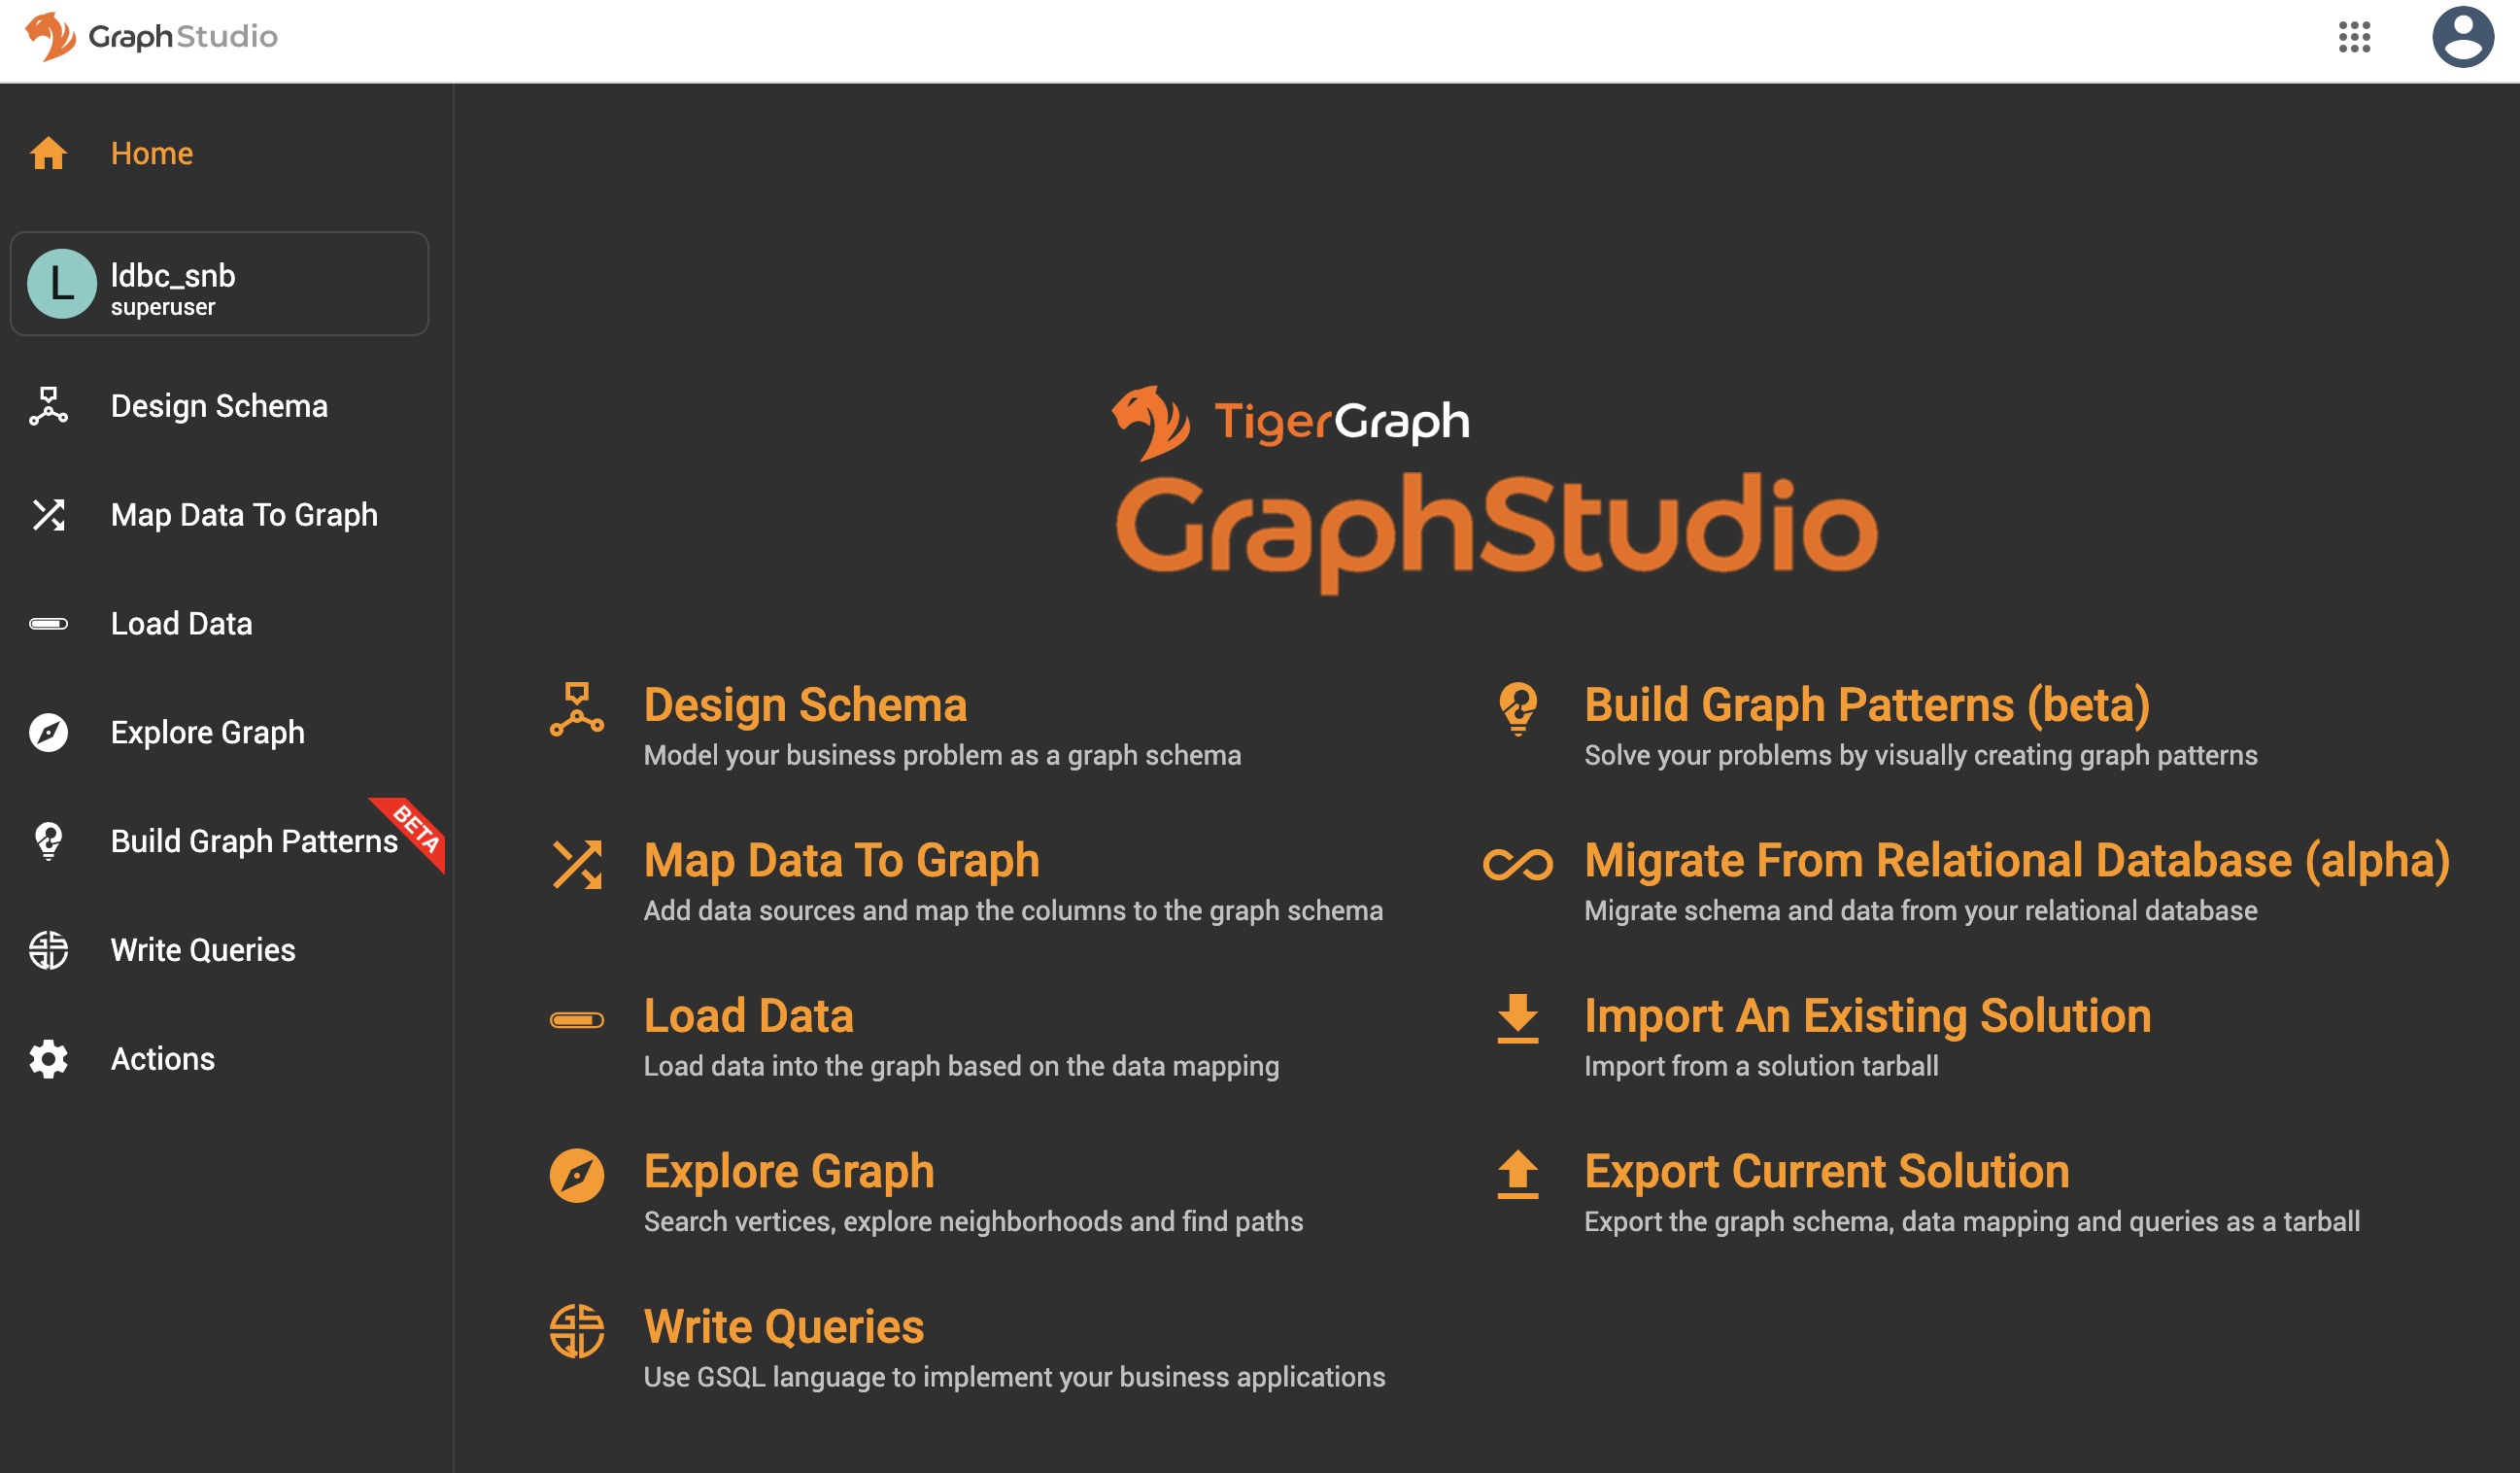 GraphStudio
Home
L
ldbc_snb
superuser
Design Schema
Map Data To Graph
Load Data
Explore Graph
Build Graph Patterns
BETA
Write Queries
Actions
TigerGraph
GraphStudio
Design Schema
Model your business problem as a graph schema
Map Data To Graph
Add data sources and map the columns to the graph schema
Load Data
Load data into the graph based on the data mapping
Explore Graph
Search vertices, explore neighborhoods and find paths
Write Queries
Use GSQL language to implement your business applications
Build Graph Patterns (beta)
Solve your problems by visually creating graph patterns
Migrate From Relational Database (alpha)
Migrate schema and data from your relational database
Import An Existing Solution
Import from a solution tarball
Export Current Solution
Export the graph schema, data mapping and queries as a tarball